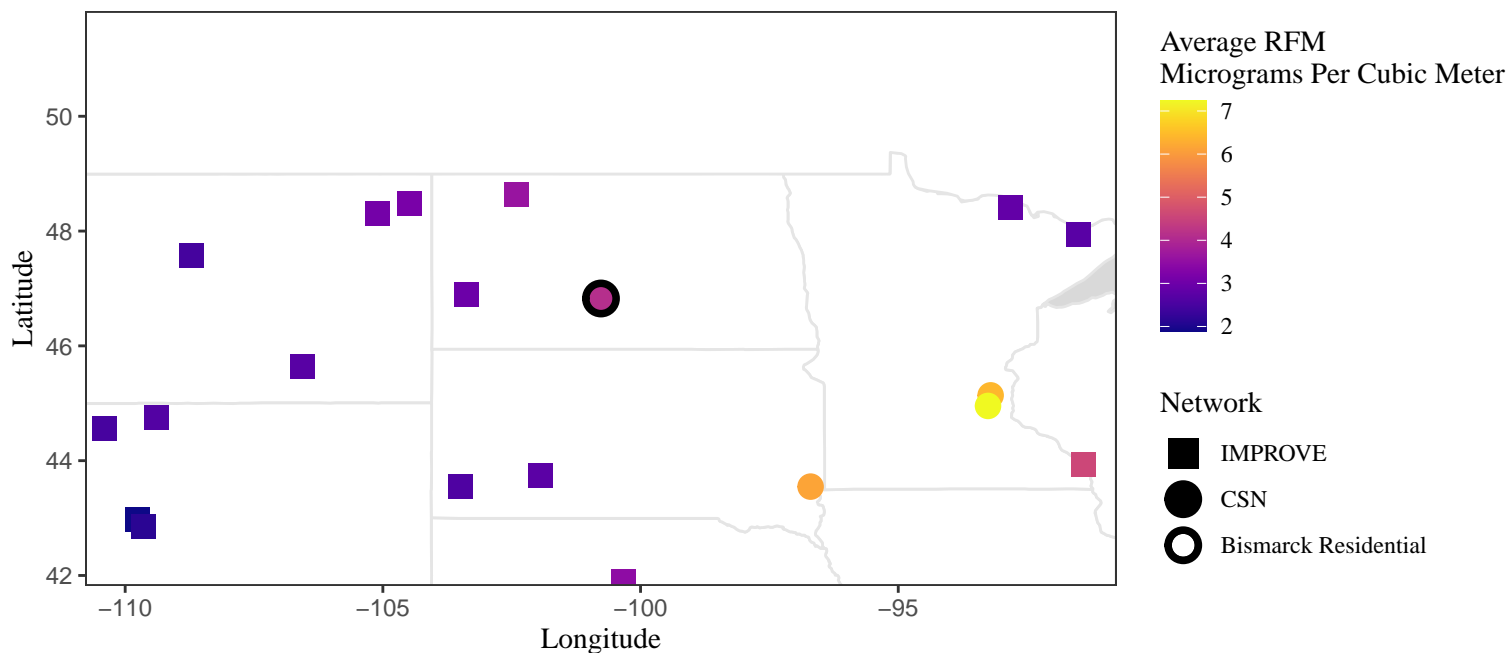 Average RFM
Micrograms Per Cubic Meter
7
6
5
4
3
2
50
48
46
44
42
Latitude
−110
−105
−100
−95
Longitude
Network
IMPROVE
CSN
Bismarck Residential